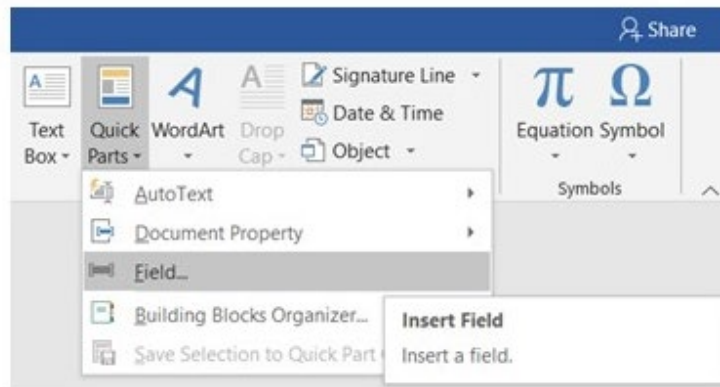 Share
A
Text Box
Quick Parts
A
WordArt
A
Drop Cap
Signature Line
Date & Time
Object
π
Equation
Ω
Symbol
Symbols
AutoText
Document Property
Field...
Building Blocks Organizer...
Save Selection to Quick Part
Insert Field
Insert a field.